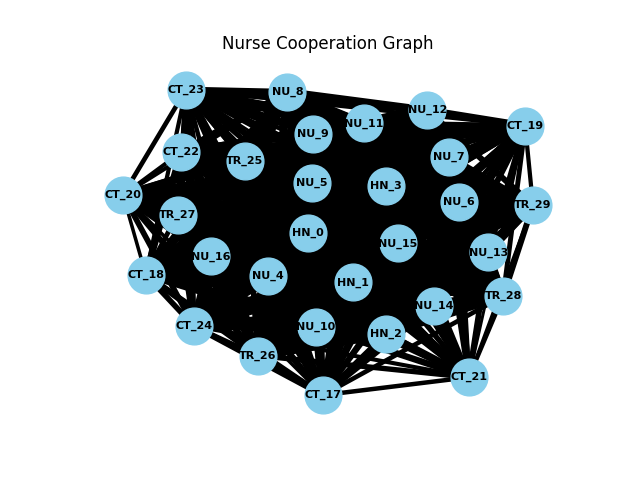 Nurse Cooperation Graph
CT_23
NU_8
NU_12
NU_11
CT_19
NU_9
CT_22
TR_25
NU_7
NU_5
HN_3
CT_20
NU_6
TR_29
TR_27
HN_0
NU_15
NU_13
NU_16
CT_18
NU_4
HN_1
TR_28
NU_14
CT_24
NU_10
HN_2
TR_26
CT_21
CT_17